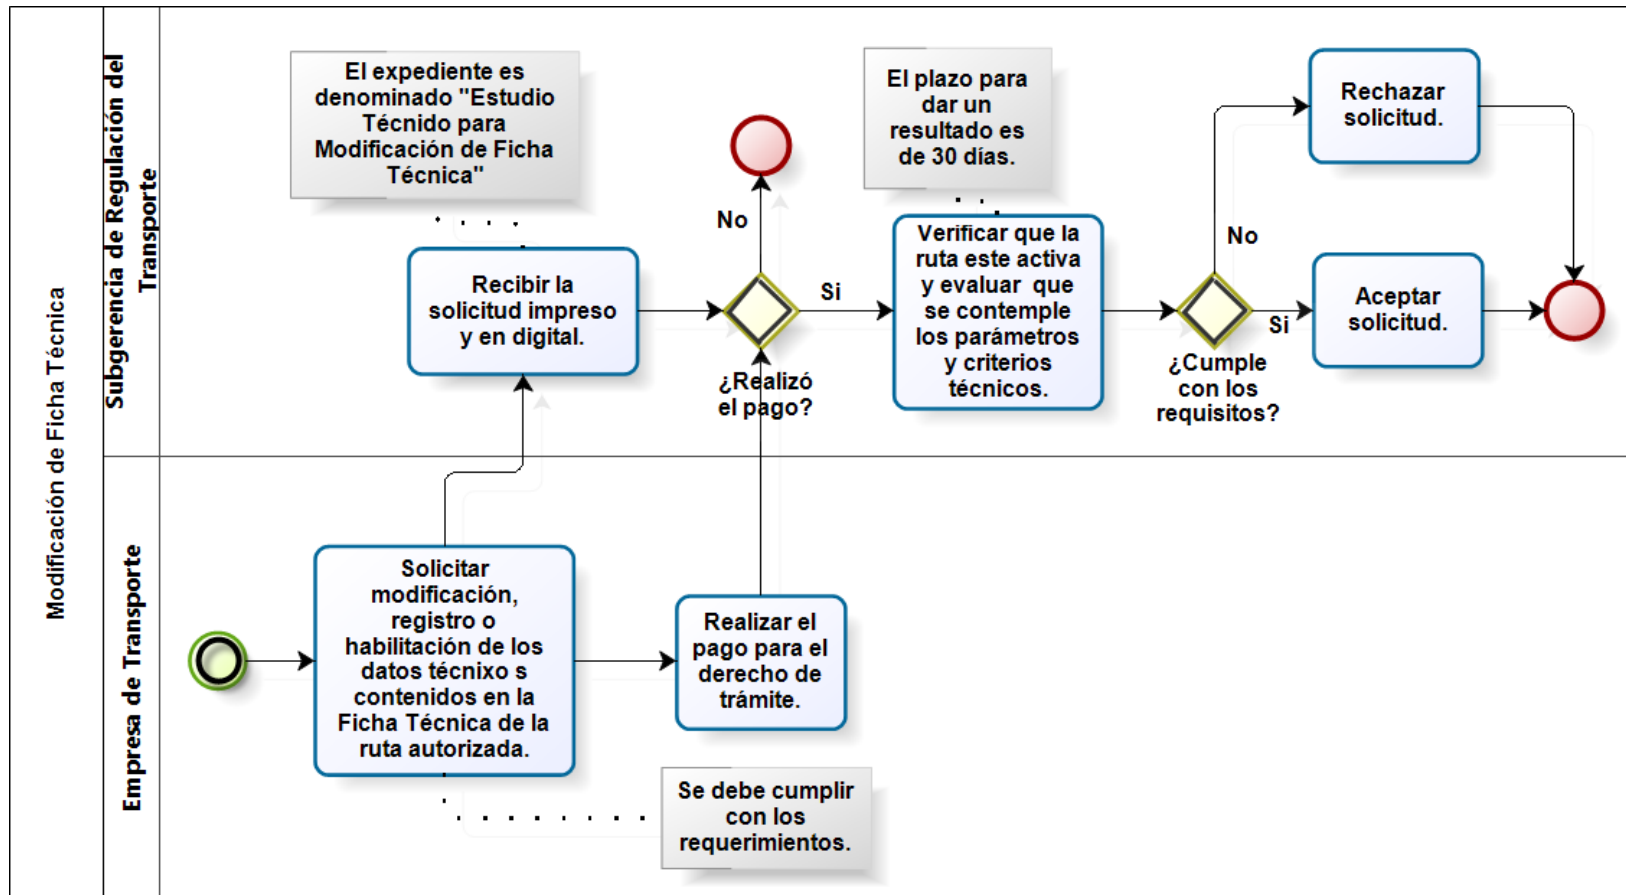 Modificación de Ficha Técnica
Subgerencia de Regulación del
Transporte
El expediente es
denominado "Estudio
Técnido para
Modificación de Ficha
Técnica"
Recibir la
solicitud impreso
y en digital.
No
¿Realizó
el pago?
Si
El plazo para
dar un
resultado es
de 30 días.
Verificar que la
ruta este activa
y evaluar que
se contemple
los parámetros
y criterios
técnicos.
No
¿Cumple
con los
requisitos?
Si
Rechazar
solicitud.
Aceptar
solicitud.
Empresa de Transporte
Solicitar
modificación,
registro o
habilitación de los
datos técnixo s
contenidos en la
Ficha Técnica de la
ruta autorizada.
Realizar el
pago para el
derecho de
trámite.
Se debe cumplir
con los
requerimientos.